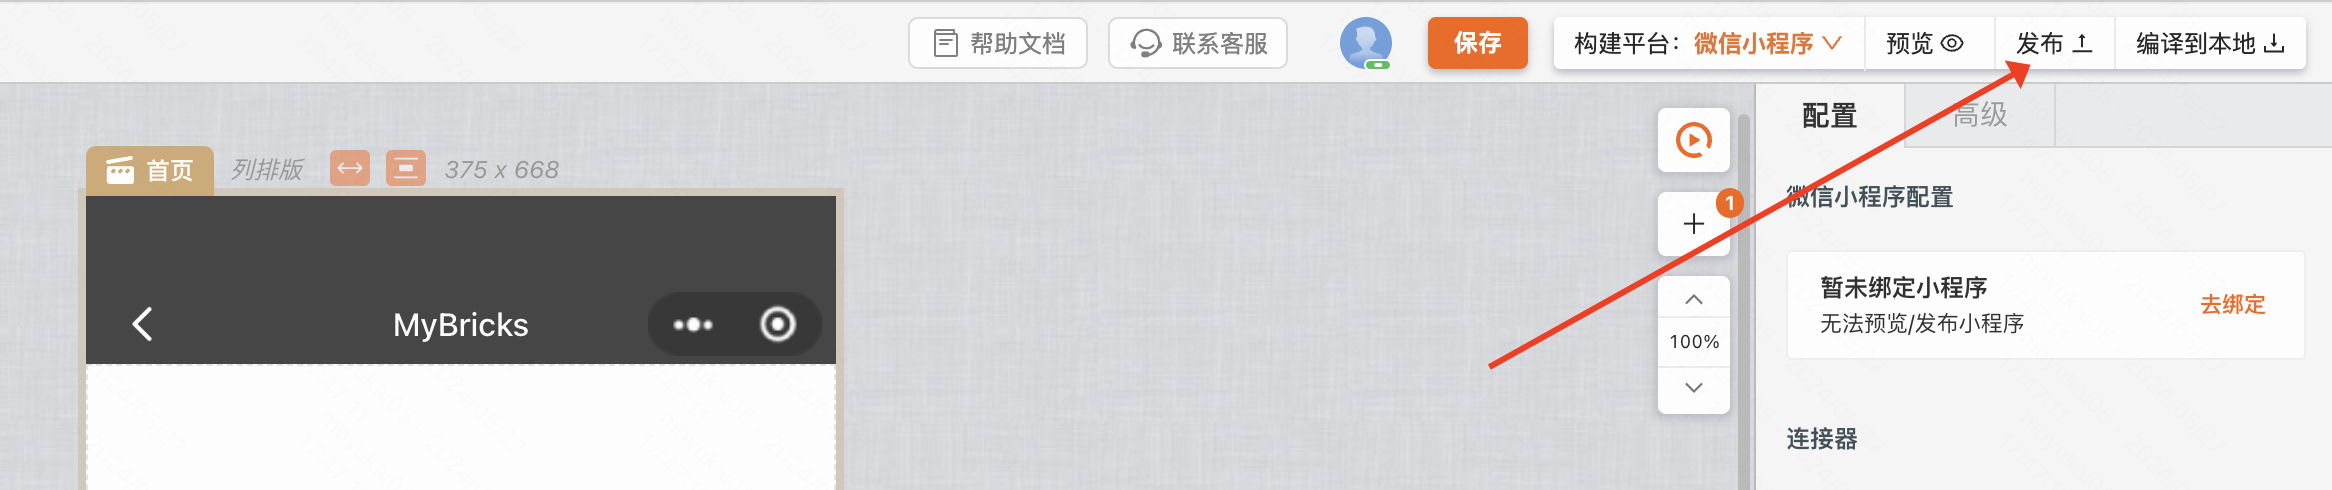 帮助文档
联系客服
保存
构建平台：微信小程序
预览
发布
编译到本地
配置
高级
首页
列排版
375 x 668
1
微信小程序配置
MyBricks
100%
暂未绑定小程序
无法预览/发布小程序
去绑定
连接器